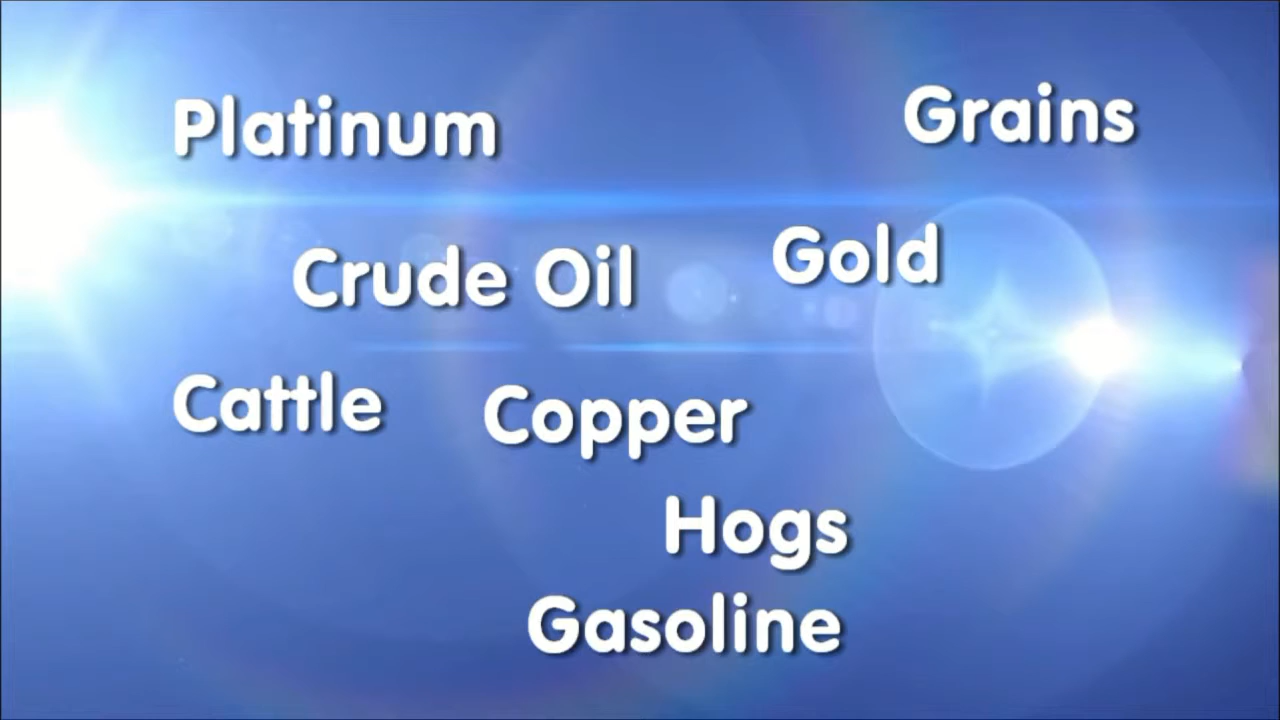 Platinum
Grains
Crude Oil
Gold
Cattle
Copper
Hogs
Gasoline